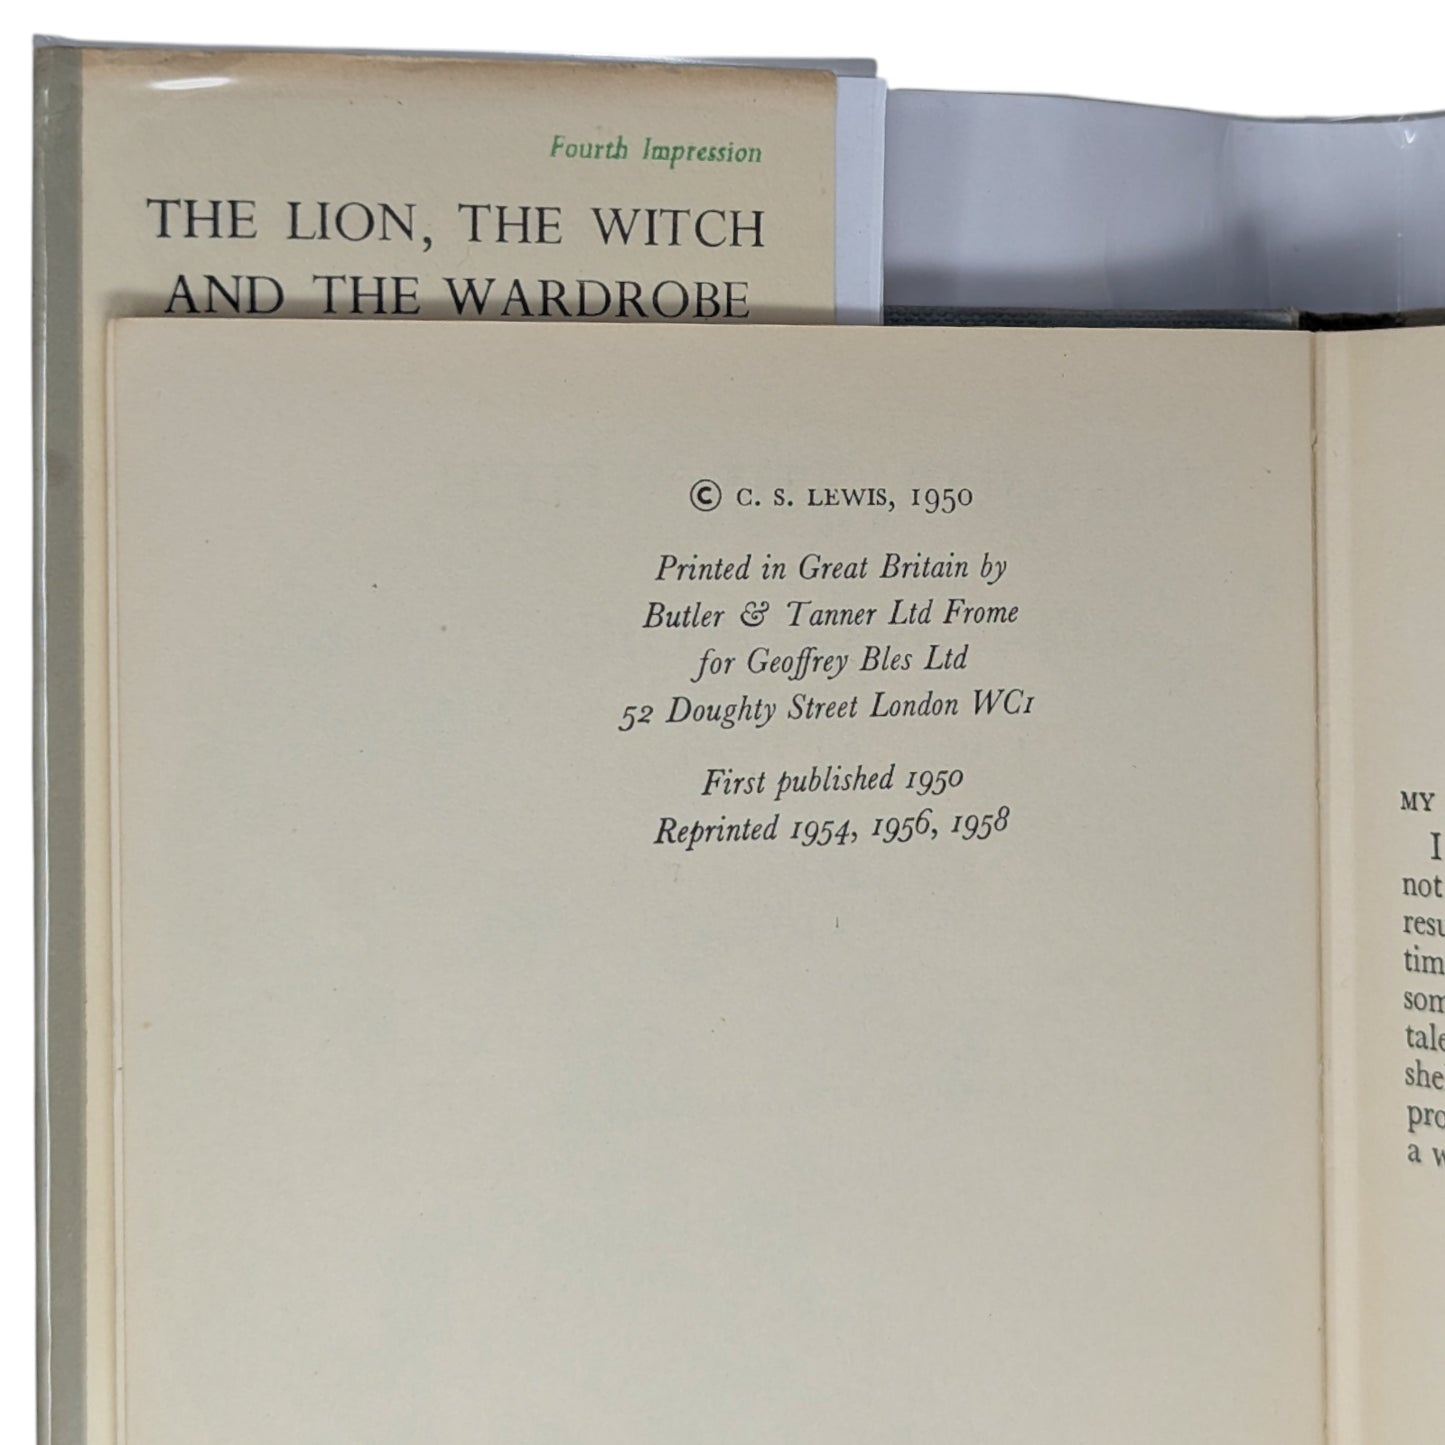 Fourth Impression
THE LION, THE WITCH
AND THE WARDROBE
© C. S. LEWIS, 1950
Printed in Great Britain by
Butler & Tanner Ltd Frome
for Geoffrey Bles Ltd
52 Doughty Street London WC1
First published 1950
Reprinted 1954, 1956, 1958
MY
I
not